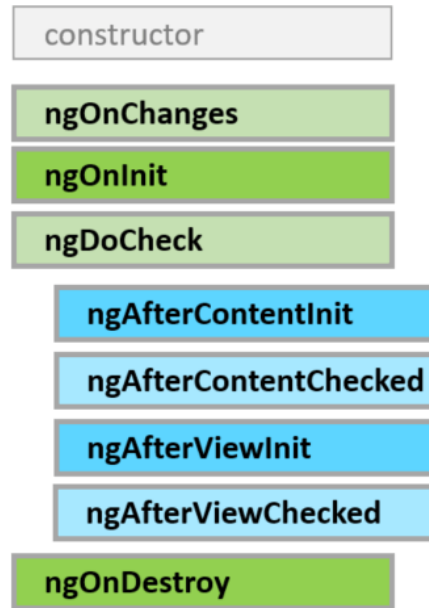 constructor
ngOnChanges
ngOnInit
ngDoCheck
ngAfterContentInit
ngAfterContentChecked
ngAfterViewInit
ngAfterViewChecked
ngOnDestroy